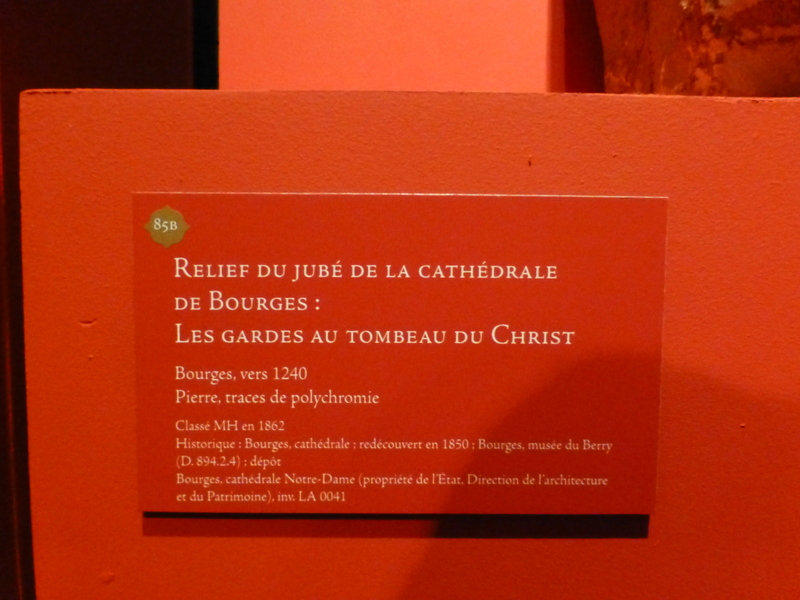 85B
Relief du jubé de la cathédrale
de Bourges :
Les gardes au tombeau du Christ
Bourges, vers 1240
Pierre, traces de polychromie
Classé MH en 1862
Historique : Bourges, cathédrale ; redécouvert en 1850 ; Bourges, musée du Berry
(D. 894.2.4) ; dépôt
Bourges, cathédrale Notre-Dame (propriété de l'État, Direction de l'architecture
et du Patrimoine), inv. LA 0041